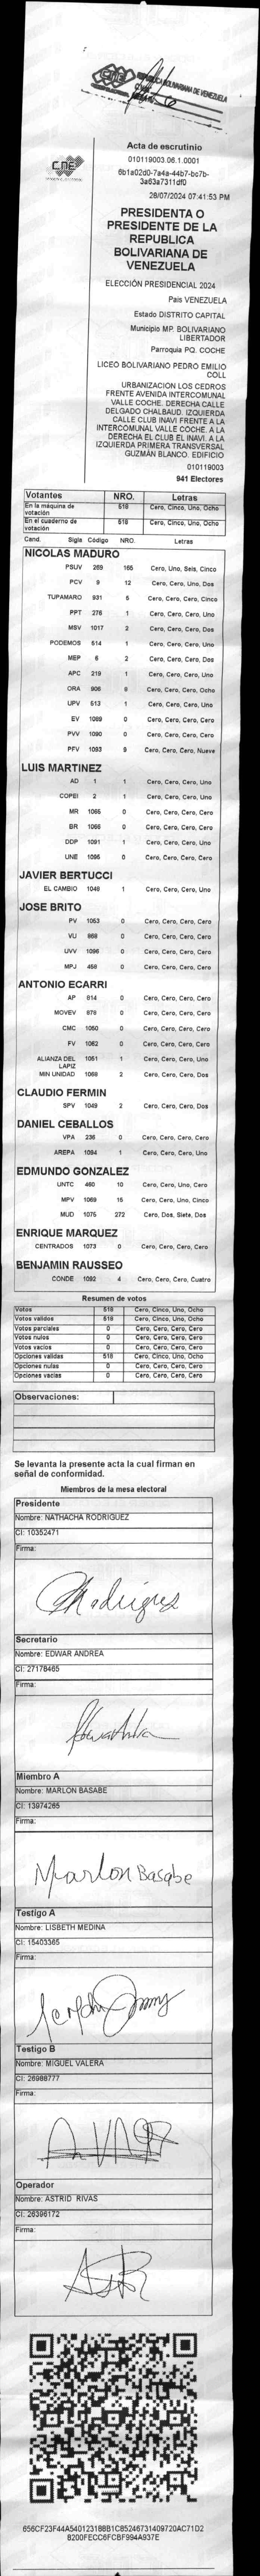 CNE
REPÚBLICA BOLIVARIANA DE VENEZUELA
CNE
Acta de escrutinio
010119003.06.1.0001
6b1a02d0-7a4a-44b7-bc7b-
3a63a7311df0
28/07/2024 07:41:53 PM
PRESIDENTA O
PRESIDENTE DE LA
REPUBLICA
BOLIVARIANA DE
VENEZUELA
ELECCIÓN PRESIDENCIAL 2024
País VENEZUELA
Estado DISTRITO CAPITAL
Municipio MP. BOLIVARIANO
LIBERTADOR
Parroquia PQ. COCHE
LICEO BOLIVARIANO PEDRO EMILIO
COLL
URBANIZACION LOS CEDROS
FRENTE AVENIDA INTERCOMUNAL
VALLE COCHE. DERECHA CALLE
DELGADO CHALBAUD. IZQUIERDA
CALLE CLUB INAVI FRENTE A LA
INTERCOMUNAL VALLE COCHE. A LA
DERECHA EL CLUB EL INAVI. A LA
IZQUIERDA PRIMERA TRANSVERSAL
GUZMÁN BLANCO. EDIFICIO
010119003
941 Electores
Votantes NRO. Letras
En la máquina de votación 518 Cero, Cinco, Uno, Ocho
En el cuaderno de votación 518 Cero, Cinco, Uno, Ocho
Cand. Sigla Código NRO. Letras
NICOLAS MADURO
PSUV 269 165 Cero, Uno, Seis, Cinco
PCV 9 12 Cero, Cero, Uno, Dos
TUPAMARO 931 5 Cero, Cero, Cero, Cinco
PPT 276 1 Cero, Cero, Cero, Uno
MSV 1017 2 Cero, Cero, Cero, Dos
PODEMOS 514 1 Cero, Cero, Cero, Uno
MEP 6 2 Cero, Cero, Cero, Dos
APC 219 1 Cero, Cero, Cero, Uno
ORA 906 8 Cero, Cero, Cero, Ocho
UPV 513 1 Cero, Cero, Cero, Uno
EV 1089 0 Cero, Cero, Cero, Cero
PVV 1090 0 Cero, Cero, Cero, Cero
PFV 1093 9 Cero, Cero, Cero, Nueve
LUIS MARTINEZ
AD 1 1 Cero, Cero, Cero, Uno
COPEI 2 1 Cero, Cero, Cero, Uno
MR 1065 0 Cero, Cero, Cero, Cero
BR 1066 0 Cero, Cero, Cero, Cero
DDP 1091 1 Cero, Cero, Cero, Uno
UNE 1095 0 Cero, Cero, Cero, Cero
JAVIER BERTUCCI
EL CAMBIO 1048 1 Cero, Cero, Cero, Uno
JOSE BRITO
PV 1053 0 Cero, Cero, Cero, Cero
VU 868 0 Cero, Cero, Cero, Cero
UVV 1096 0 Cero, Cero, Cero, Cero
MPJ 458 0 Cero, Cero, Cero, Cero
ANTONIO ECARRI
AP 814 0 Cero, Cero, Cero, Cero
MOVEV 879 0 Cero, Cero, Cero, Cero
CMC 1050 0 Cero, Cero, Cero, Cero
FV 1062 0 Cero, Cero, Cero, Cero
ALIANZA DEL LAPIZ 1051 1 Cero, Cero, Cero, Uno
MIN UNIDAD 1068 2 Cero, Cero, Cero, Dos
CLAUDIO FERMIN
SPV 1049 2 Cero, Cero, Cero, Dos
DANIEL CEBALLOS
VPA 236 0 Cero, Cero, Cero, Cero
AREPA 1094 1 Cero, Cero, Cero, Uno
EDMUNDO GONZALEZ
UNTC 460 10 Cero, Cero, Uno, Cero
MPV 1069 15 Cero, Cero, Uno, Cinco
MUD 1075 272 Cero, Dos, Siete, Dos
ENRIQUE MARQUEZ
CENTRADOS 1073 0 Cero, Cero, Cero, Cero
BENJAMIN RAUSSEO
CONDE 1092 4 Cero, Cero, Cero, Cuatro
Resumen de votos
Votos 518 Cero, Cinco, Uno, Ocho
Votos validos 518 Cero, Cinco, Uno, Ocho
Votos parciales 0 Cero, Cero, Cero, Cero
Votos nulos 0 Cero, Cero, Cero, Cero
Votos vacios 0 Cero, Cero, Cero, Cero
Opciones validas 518 Cero, Cinco, Uno, Ocho
Opciones nulas 0 Cero, Cero, Cero, Cero
Opciones vacias 0 Cero, Cero, Cero, Cero
Observaciones:
Se levanta la presente acta la cual firman en
señal de conformidad.
Miembros de la mesa electoral
Presidente
Nombre: NATHACHA RODRIGUEZ
CI: 10352471
Firma:
Secretario
Nombre: EDWAR ANDREA
CI: 27178465
Firma:
Miembro A
Nombre: MARLON BASABE
CI: 13974265
Firma:
Marlon Basabe
Testigo A
Nombre: LISBETH MEDINA
CI: 15403365
Firma:
Testigo B
Nombre: MIGUEL VALERA
CI: 26988777
Firma:
Operador
Nombre: ASTRID RIVAS
CI: 26396172
Firma:
656CF23F44A5401231B8B1C85246731409720AC71D2
8200FECC6FCBF994A937E